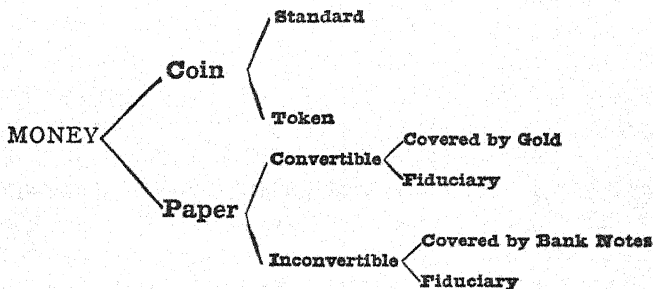 Standard
Coin
Token
MONEY
Convertible
Covered by Gold
Fiduciary
Paper
Inconvertible
Covered by Bank Notes
Fiduciary